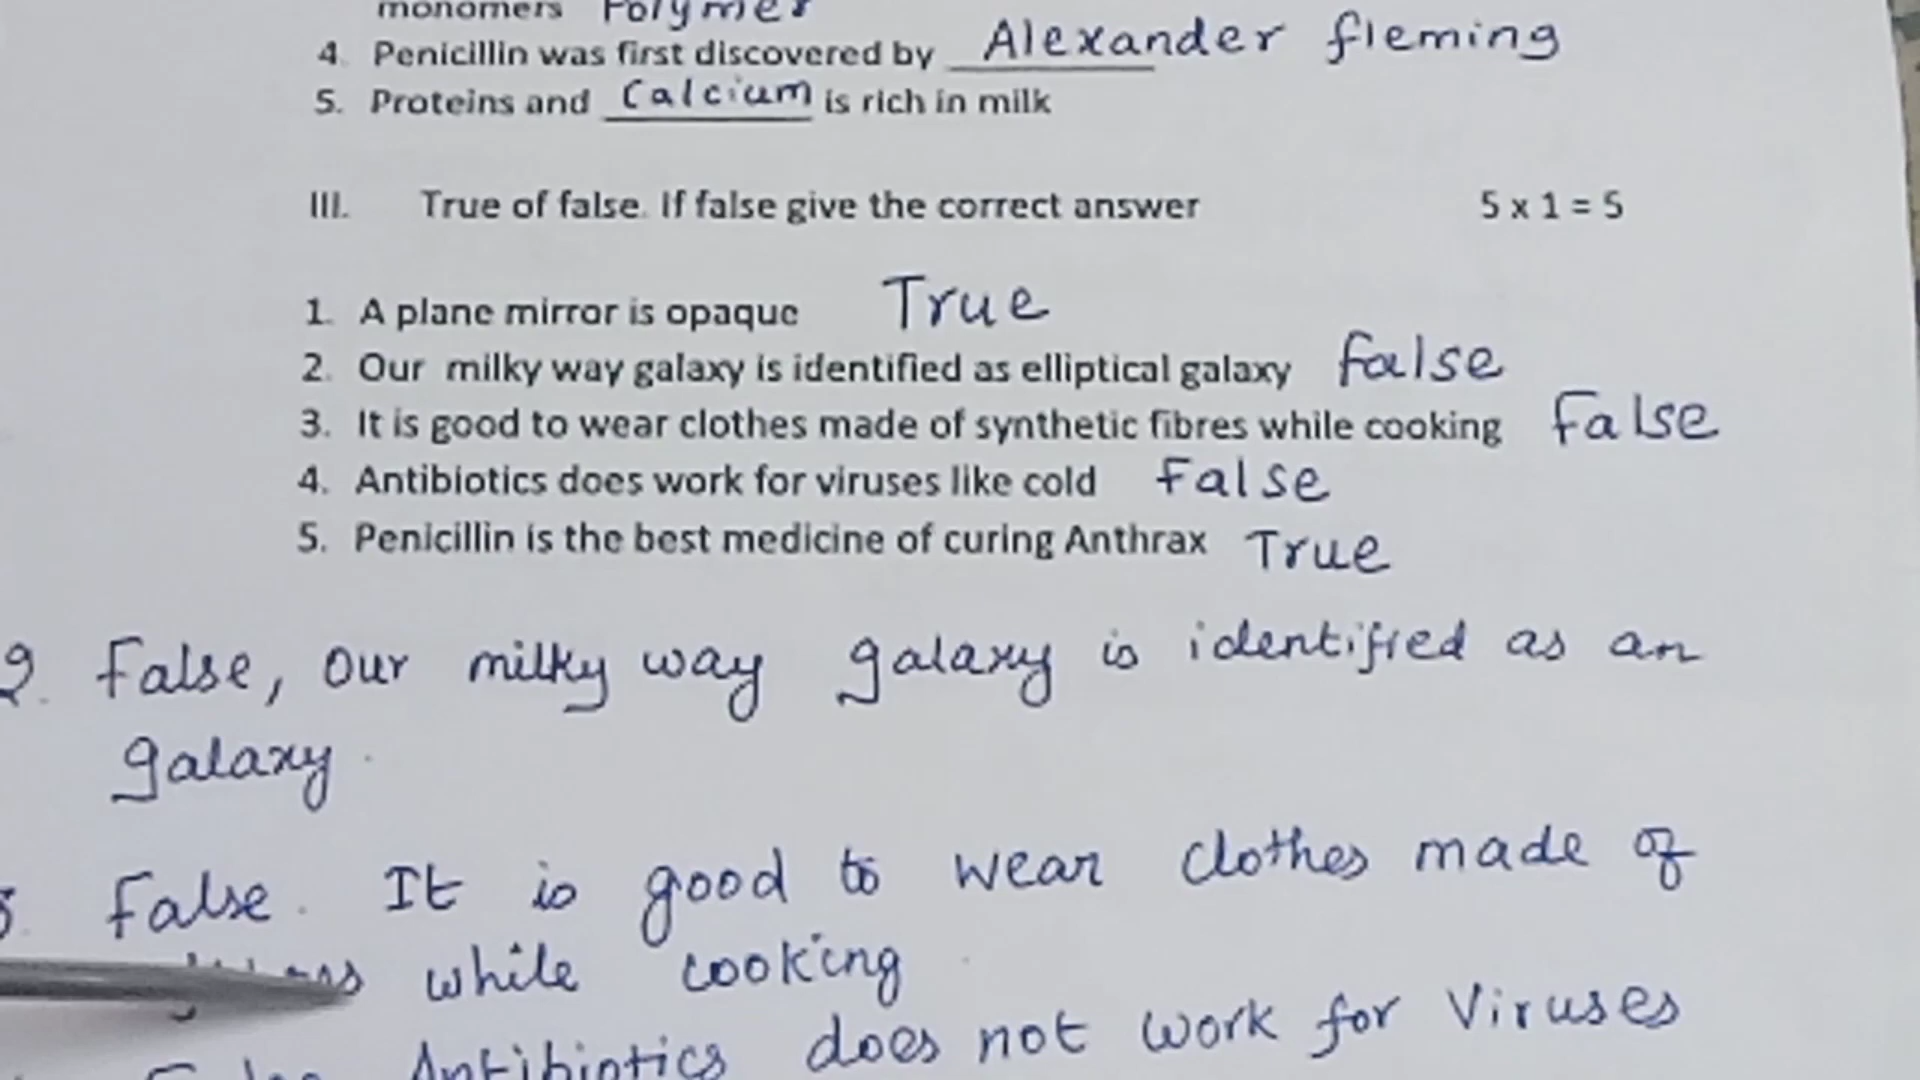 monomers Polymer
4. Penicillin was first discovered by Alexander fleming
5. Proteins and Calcium is rich in milk
III. True of false. If false give the correct answer 5 x 1 = 5
1. A plane mirror is opaque True
2. Our milky way galaxy is identified as elliptical galaxy false
3. It is good to wear clothes made of synthetic fibres while cooking False
4. Antibiotics does work for viruses like cold False
5. Penicillin is the best medicine of curing Anthrax True
2. False, Our milky way galaxy is identified as an
galaxy.
False. It is good to wear clothes made of
while cooking
Antibiotics does not work for Viruses